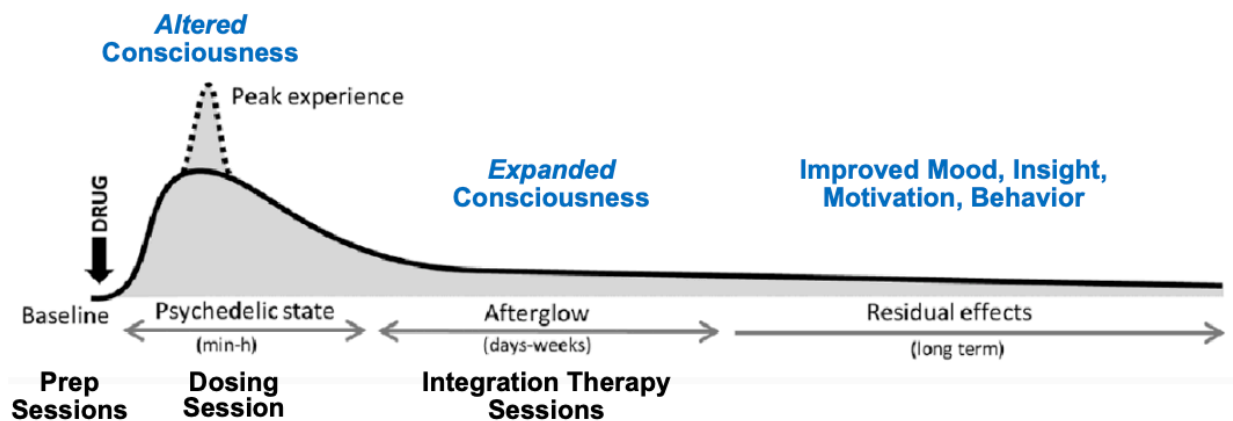 Altered
Consciousness
Peak experience
Expanded
Consciousness
Improved Mood, Insight,
Motivation, Behavior
DRUG
Baseline
Psychedelic state
(min-h)
Afterglow
(days-weeks)
Residual effects
(long term)
Prep
Sessions
Dosing
Session
Integration Therapy
Sessions